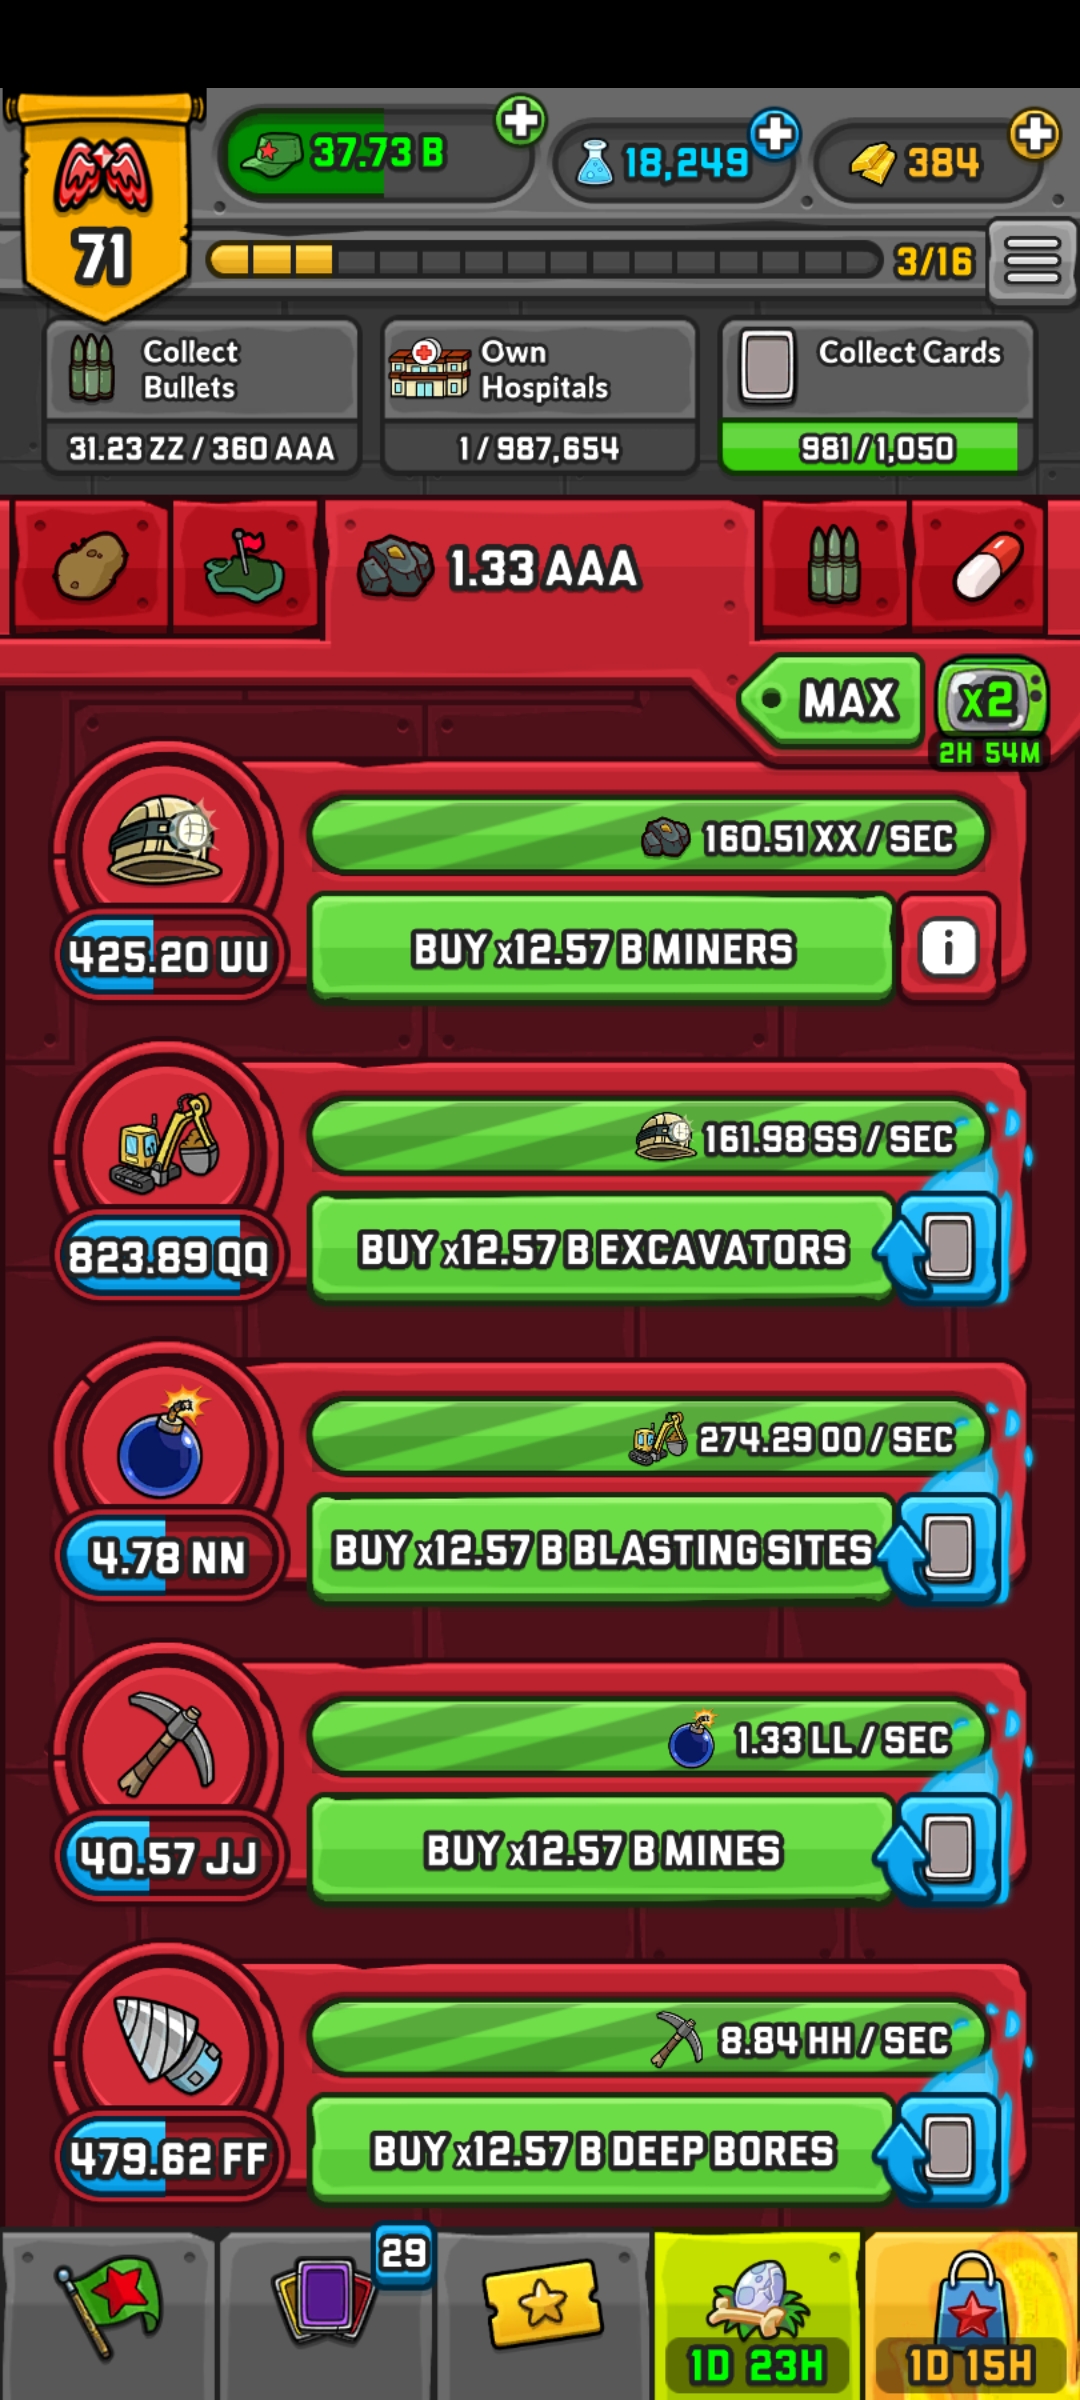 37.73 B
18,249
384
71
3/16
Collect
Bullets
31.23 ZZ / 360 AAA
Own
Hospitals
1 / 987,654
Collect Cards
981 / 1,050
1.33 AAA
MAX
x2
2H 54M
160.51 XX / SEC
425.20 UU
BUY x12.57 B MINERS
i
161.98 SS / SEC
823.89 QQ
BUY x12.57 B EXCAVATORS
274.29 OO / SEC
4.78 NN
BUY x12.57 B BLASTING SITES
1.33 LL / SEC
40.57 JJ
BUY x12.57 B MINES
8.84 HH / SEC
479.62 FF
BUY x12.57 B DEEP BORES
29
1D 23H
1D 15H